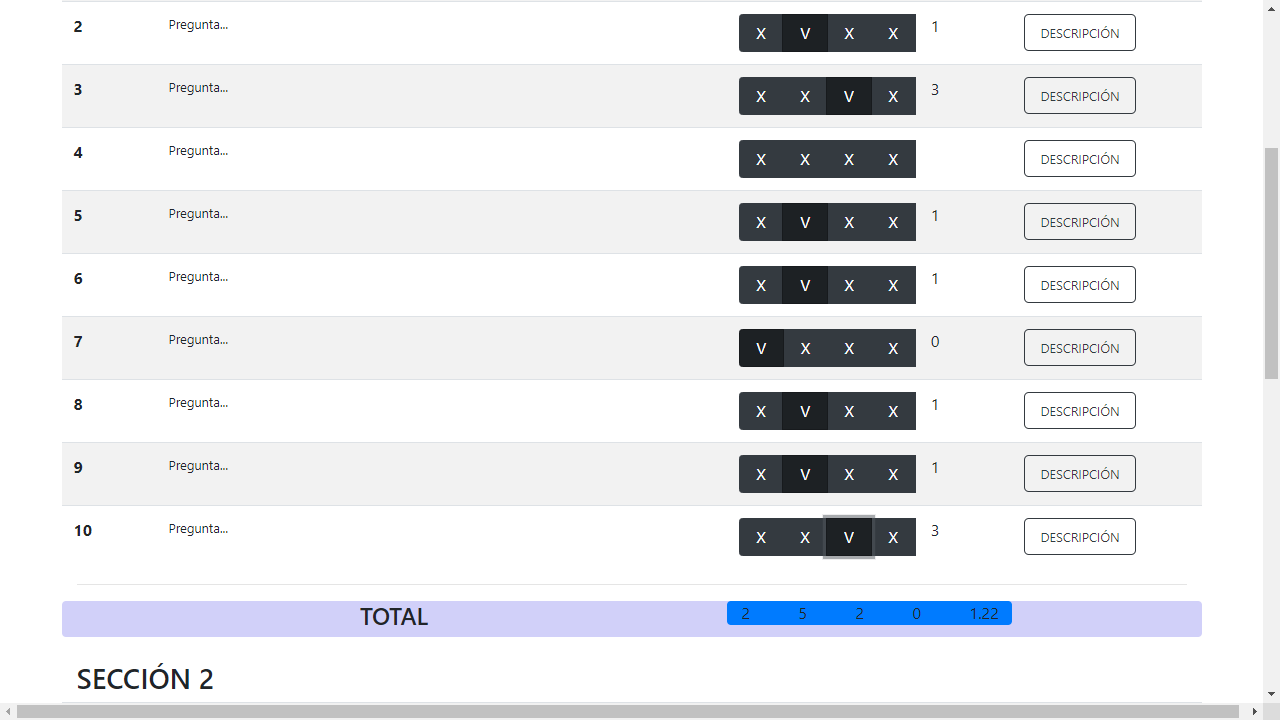 2 Pregunta... X V X X 1 DESCRIPCIÓN
3 Pregunta... X X V X 3 DESCRIPCIÓN
4 Pregunta... X X X X DESCRIPCIÓN
5 Pregunta... X V X X 1 DESCRIPCIÓN
6 Pregunta... X V X X 1 DESCRIPCIÓN
7 Pregunta... V X X X 0 DESCRIPCIÓN
8 Pregunta... X V X X 1 DESCRIPCIÓN
9 Pregunta... X V X X 1 DESCRIPCIÓN
10 Pregunta... X X V X 3 DESCRIPCIÓN
TOTAL 2 5 2 0 1.22
SECCIÓN 2